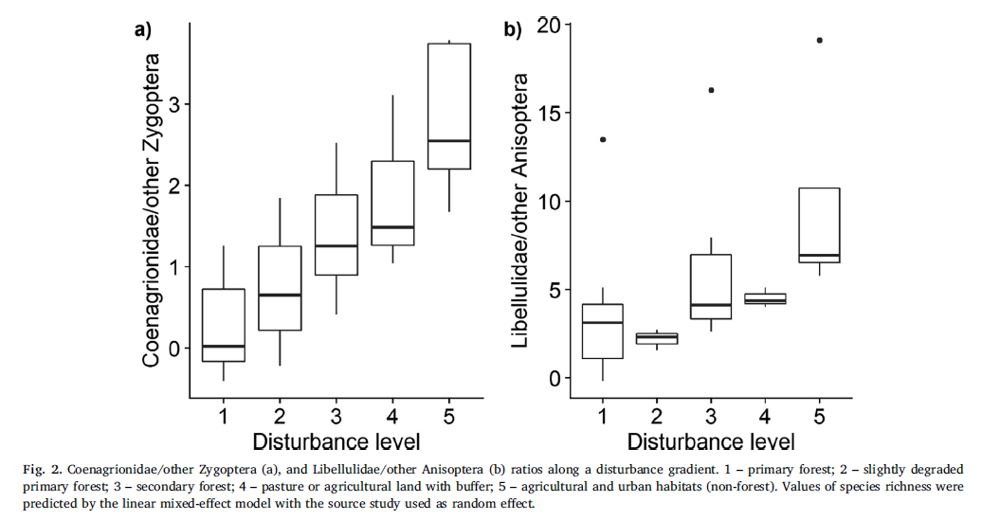 a)
Coenagrionidae/other Zygoptera
3
2
1
0
1 2 3 4 5
Disturbance level
b)
Libellulidae/other Anisoptera
20
15
10
5
0
1 2 3 4 5
Disturbance level
Fig. 2. Coenagrionidae/other Zygoptera (a), and Libellulidae/other Anisoptera (b) ratios along a disturbance gradient. 1 – primary forest; 2 – slightly degraded
primary forest; 3 – secondary forest; 4 – pasture or agricultural land with buffer; 5 – agricultural and urban habitats (non-forest). Values of species richness were
predicted by the linear mixed-effect model with the source study used as random effect.